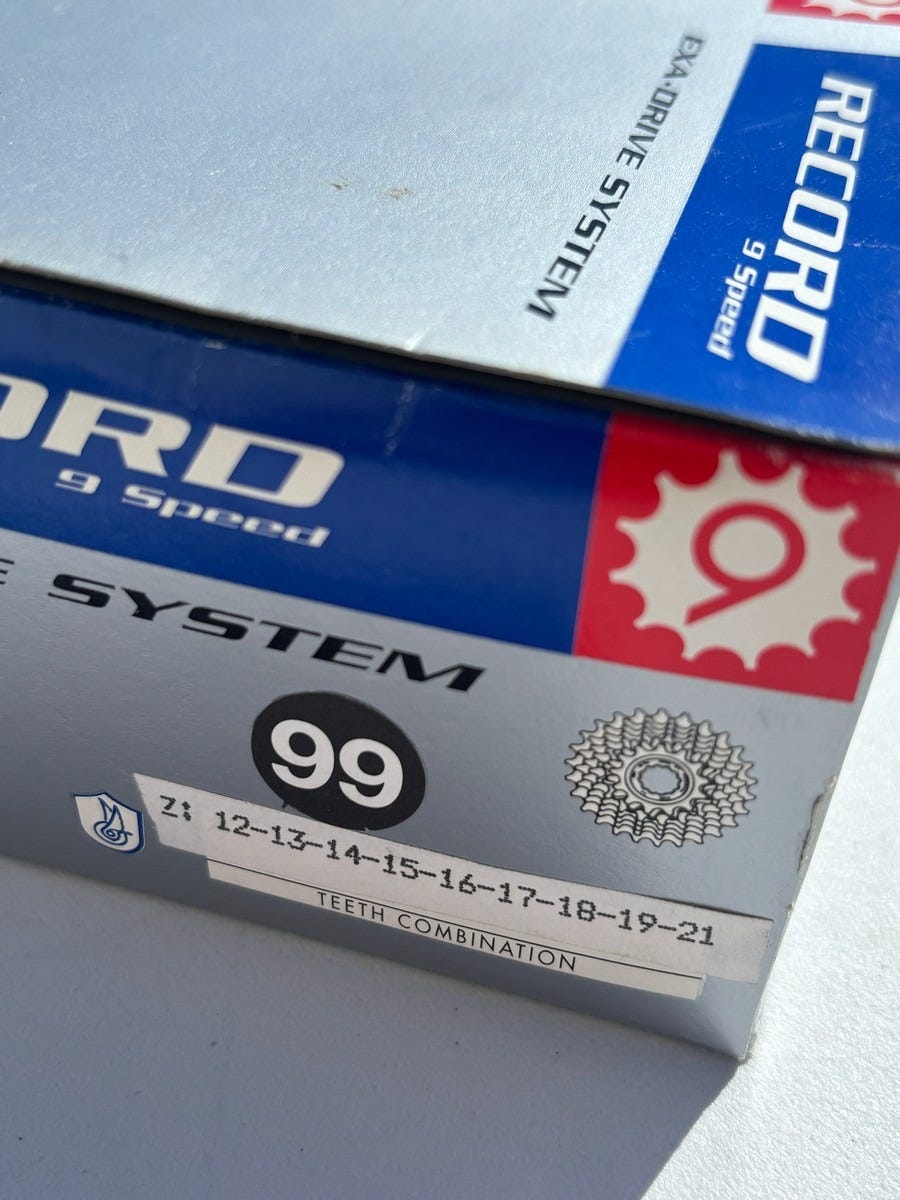 EXA-DRIVE SYSTEM
RECORD
9 Speed
ORD
9 Speed
9
E SYSTEM
99
Z: 12-13-14-15-16-17-18-19-21
TEETH COMBINATION